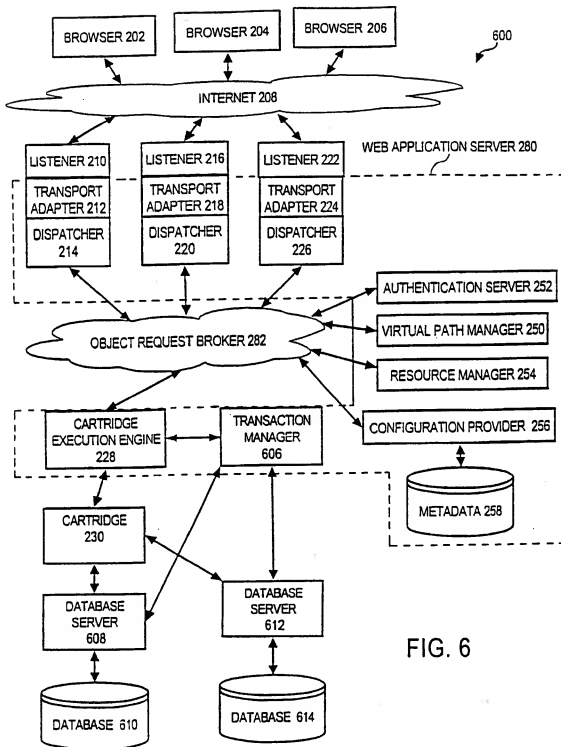 BROWSER 202
BROWSER 204
BROWSER 206
600
INTERNET 208
LISTENER 210
LISTENER 216
LISTENER 222
WEB APPLICATION SERVER 280
TRANSPORT
ADAPTER 212
TRANSPORT
ADAPTER 218
TRANSPORT
ADAPTER 224
DISPATCHER
214
DISPATCHER
220
DISPATCHER
226
AUTHENTICATION SERVER 252
OBJECT REQUEST BROKER 282
VIRTUAL PATH MANAGER 250
RESOURCE MANAGER 254
CARTRIDGE
EXECUTION ENGINE
228
TRANSACTION
MANAGER
606
CONFIGURATION PROVIDER 256
METADATA 258
CARTRIDGE
230
DATABASE
SERVER
608
DATABASE
SERVER
612
FIG. 6
DATABASE 610
DATABASE 614